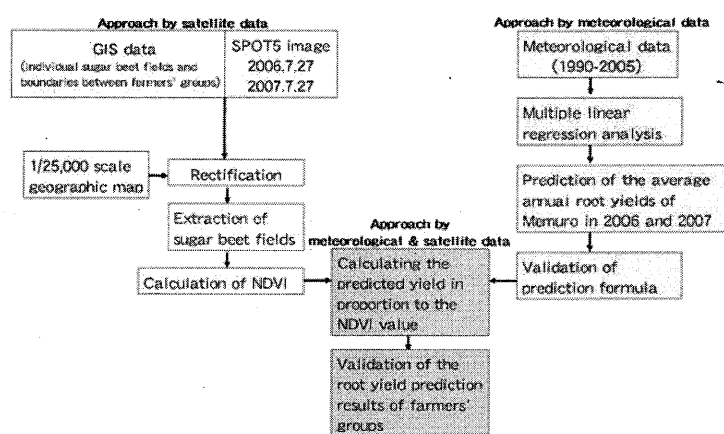 Approach by satellite data
GIS data
(individual sugar beet fields and
boundaries between farmers' groups)
SPOT5 image
2006.7.27
2007.7.27
1/25,000 scale
geographic map
Rectification
Extraction of
sugar beet fields
Calculation of NDVI
Approach by meteorological data
Meteorological data
(1990-2005)
Multiple linear
regression analysis
Prediction of the average
annual root yields of
Memuro in 2006 and 2007
Validation of
prediction formula
Approach by
meteorological & satellite data
Calculating the
predicted yield in
proportion to the
NDVI value
Validation of the
root yield prediction
results of farmers'
groups